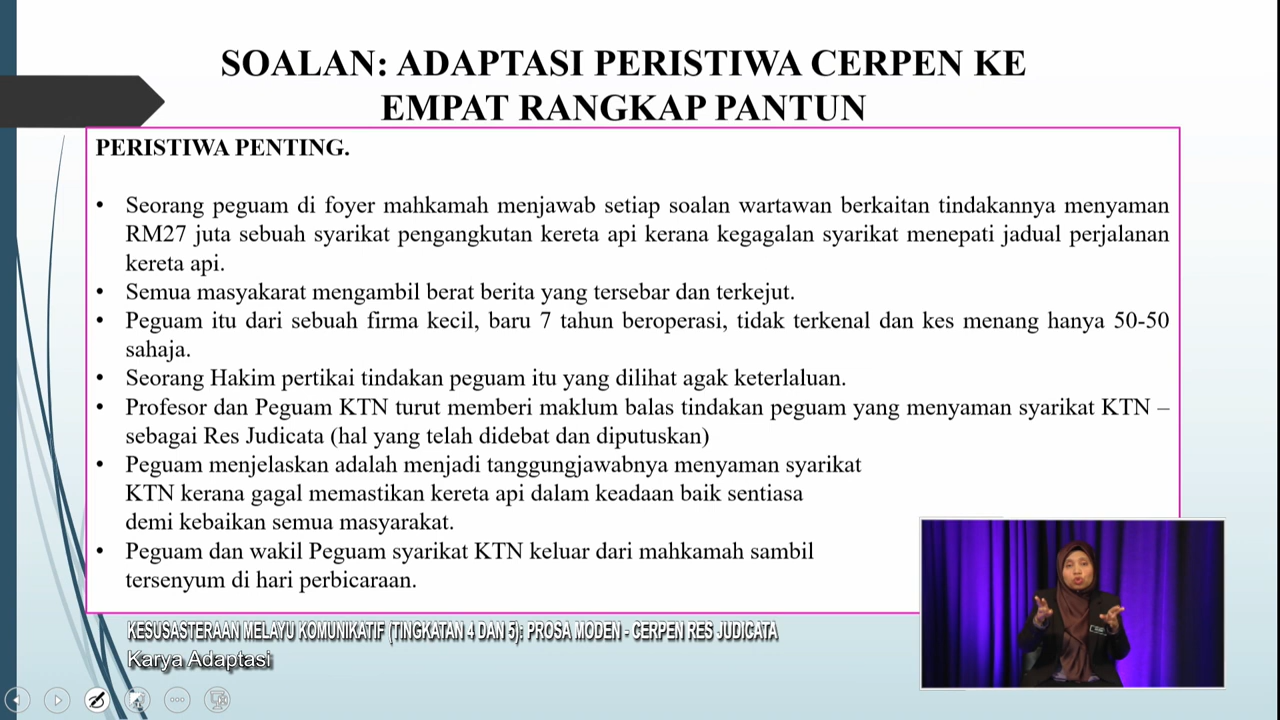 SOALAN: ADAPTASI PERISTIWA CERPEN KE
EMPAT RANGKAP PANTUN
PERISTIWA PENTING.
• Seorang peguam di foyer mahkamah menjawab setiap soalan wartawan berkaitan tindakannya menyaman
RM27 juta sebuah syarikat pengangkutan kereta api kerana kegagalan syarikat menepati jadual perjalanan
kereta api.
• Semua masyakarat mengambil berat berita yang tersebar dan terkejut.
• Peguam itu dari sebuah firma kecil, baru 7 tahun beroperasi, tidak terkenal dan kes menang hanya 50-50
sahaja.
• Seorang Hakim pertikai tindakan peguam itu yang dilihat agak keterlaluan.
• Profesor dan Peguam KTN turut memberi maklum balas tindakan peguam yang menyaman syarikat KTN –
sebagai Res Judicata (hal yang telah didebat dan diputuskan)
• Peguam menjelaskan adalah menjadi tanggungjawabnya menyaman syarikat
KTN kerana gagal memastikan kereta api dalam keadaan baik sentiasa
demi kebaikan semua masyarakat.
• Peguam dan wakil Peguam syarikat KTN keluar dari mahkamah sambil
tersenyum di hari perbicaraan.
KESUSASTERAAN MELAYU KOMUNIKATIF (TINGKATAN 4 DAN 5): PROSA MODEN - CERPEN RES JUDICATA
Karya Adaptasi